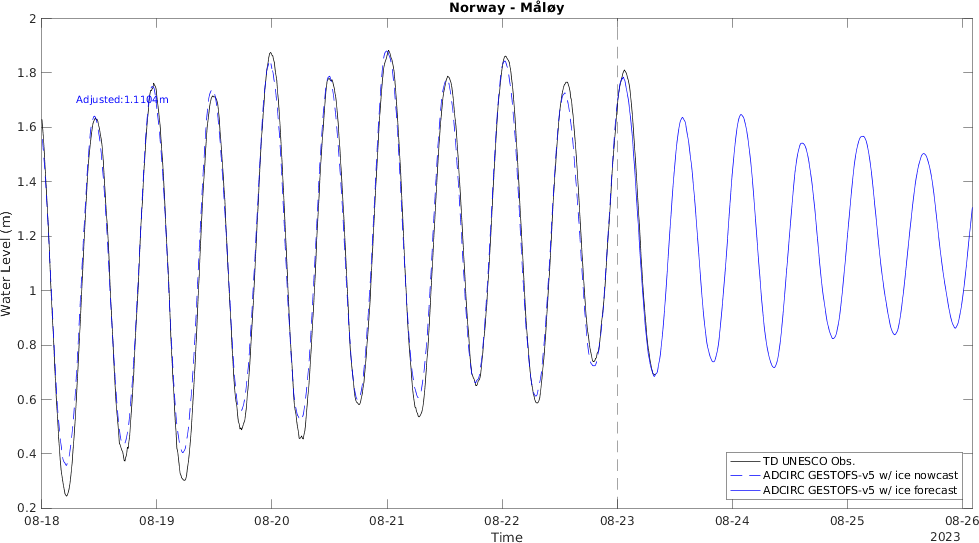 Norway - Måløy
2
1.8
1.6
1.4
1.2
1
0.8
0.6
0.4
0.2
Water Level (m)
Adjusted:1.1104m
TD UNESCO Obs.
ADCIRC GESTOFS-v5 w/ ice nowcast
ADCIRC GESTOFS-v5 w/ ice forecast
08-18 08-19 08-20 08-21 08-22 08-23 08-24 08-25 08-26
Time
2023